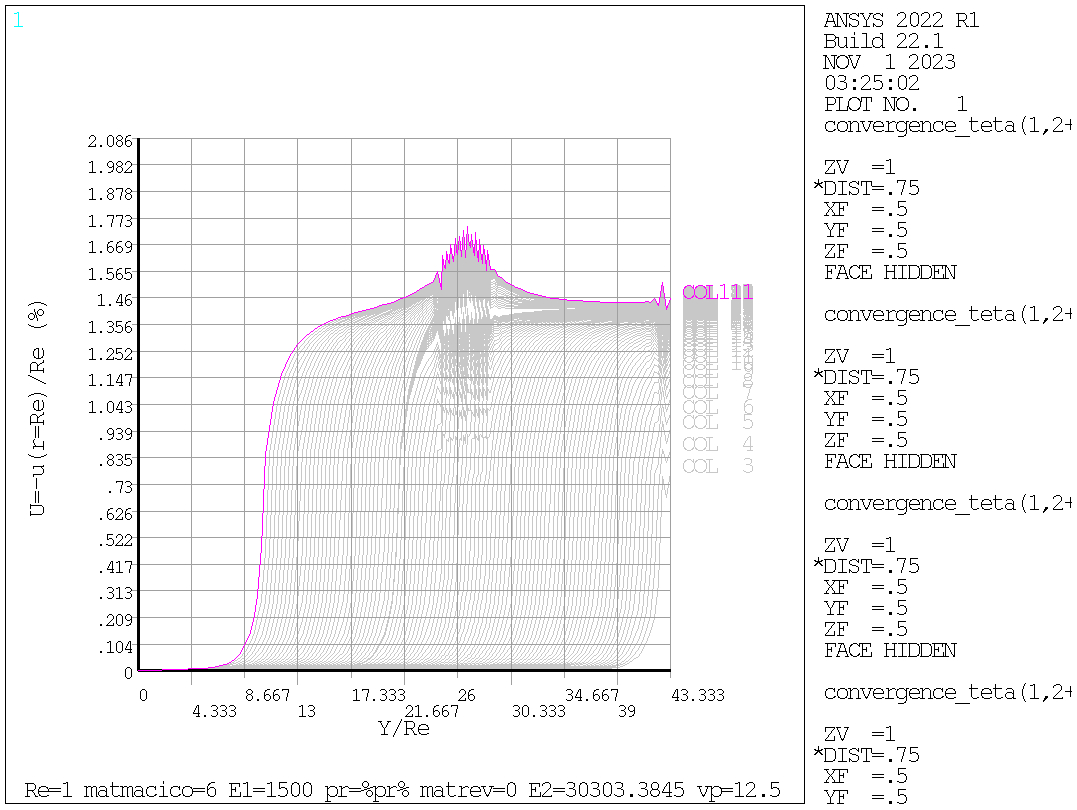 1
ANSYS 2022 R1
Build 22.1
NOV 1 2023
03:25:02
PLOT NO. 1
convergence_teta(1,2+
ZV =1
*DIST=.75
XF =.5
YF =.5
ZF =.5
FACE HIDDEN
convergence_teta(1,2+
ZV =1
*DIST=.75
XF =.5
YF =.5
ZF =.5
FACE HIDDEN
convergence_teta(1,2+
ZV =1
*DIST=.75
XF =.5
YF =.5
ZF =.5
FACE HIDDEN
convergence_teta(1,2+
ZV =1
*DIST=.75
XF =.5
YF =.5
U=-u(r=Re)/Re (%)
2.086
1.982
1.878
1.773
1.669
1.565
1.46
1.356
1.252
1.147
1.043
.939
.835
.73
.626
.522
.417
.313
.209
.104
0
COL111
COL 7
COL 6
COL 5
COL 4
COL 3
0 8.667 17.333 26 34.667 43.333
4.333 13 21.667 30.333 39
Y/Re
Re=1 matmacico=6 E1=1500 pr=%pr% matrev=0 E2=30303.3845 vp=12.5